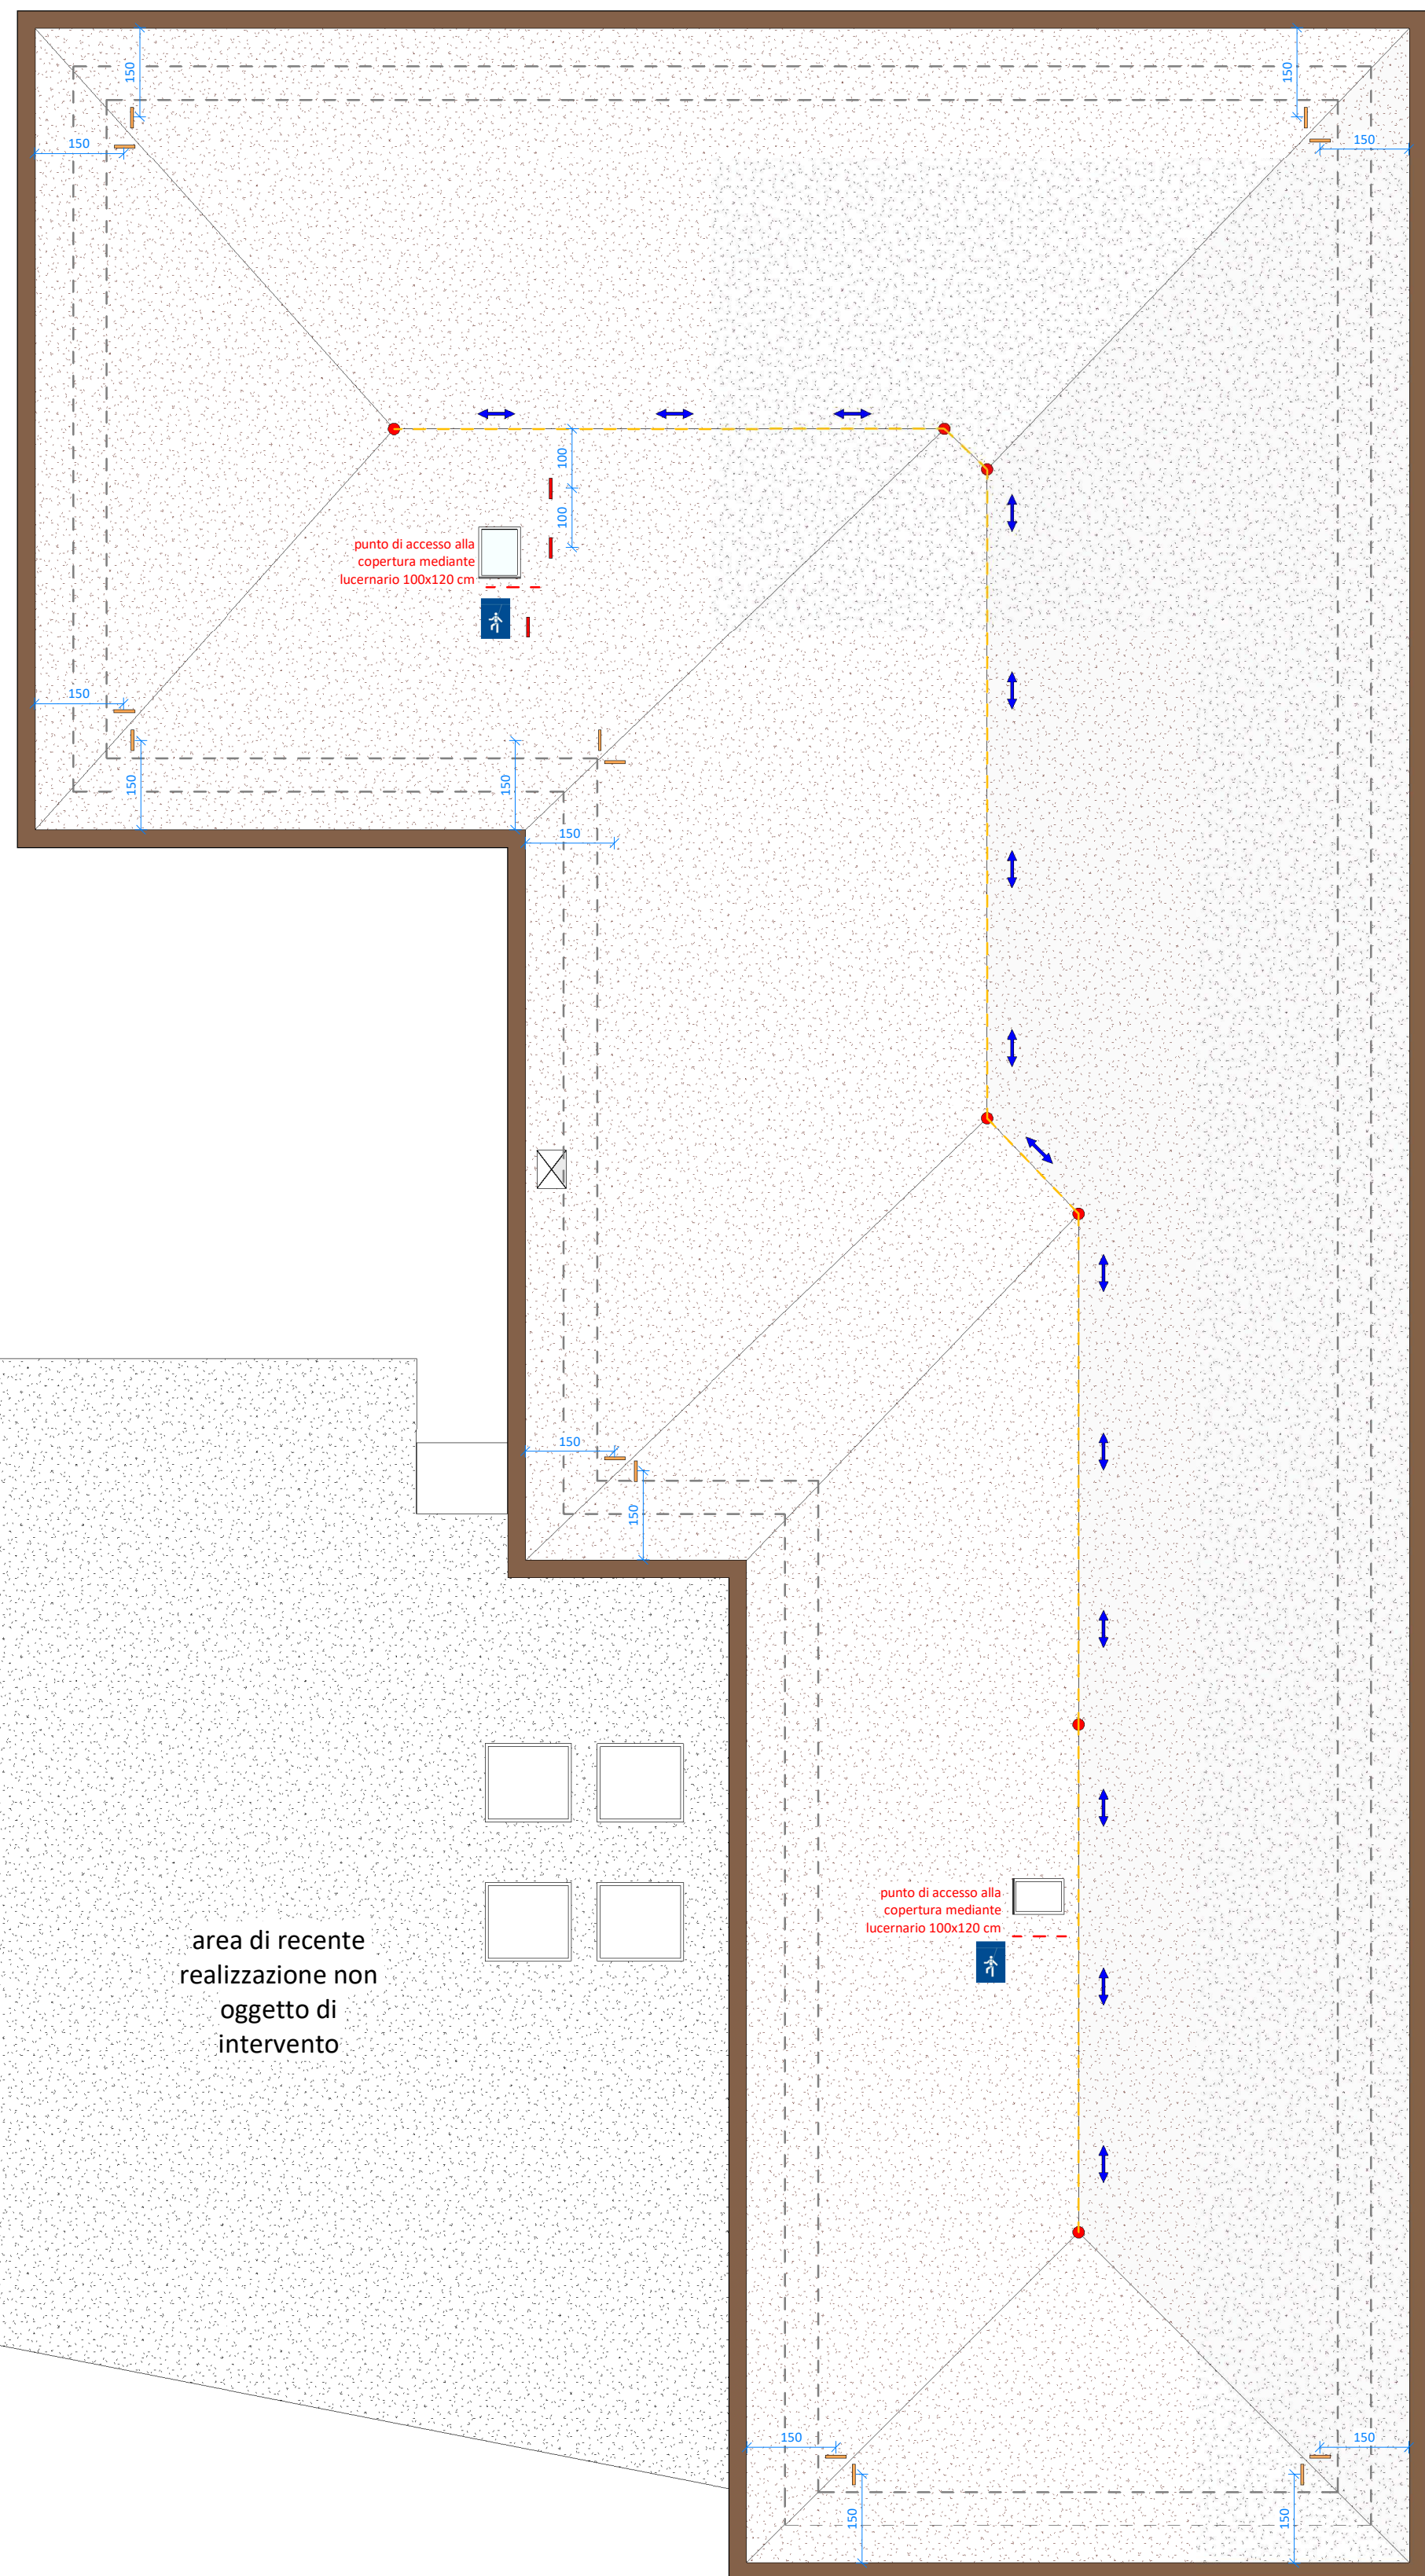 150
150
150
150
100
100
punto di accesso alla
copertura mediante
lucernario 100x120 cm
150
150
150
150
150
150
punto di accesso alla
copertura mediante
lucernario 100x120 cm
area di recente
realizzazione non
oggetto di
intervento
150
150
150
150